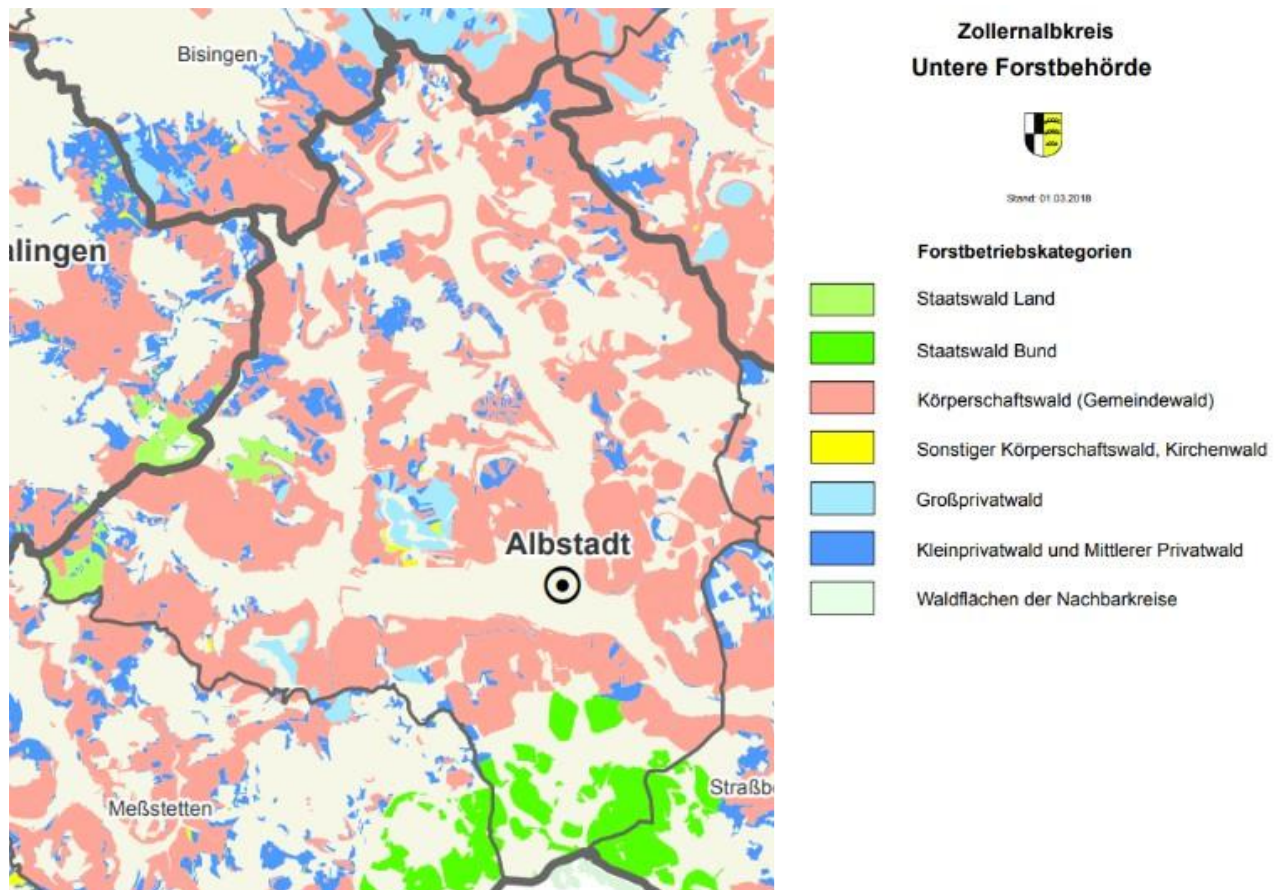 Bisingen
alingen
Albstadt
Meßstetten
Straßb
Zollernalbkreis
Untere Forstbehörde
Stand: 01.03.2018
Forstbetriebskategorien
Staatswald Land
Staatswald Bund
Körperschaftswald (Gemeindewald)
Sonstiger Körperschaftswald, Kirchenwald
Großprivatwald
Kleinprivatwald und Mittlerer Privatwald
Waldflächen der Nachbarkreise